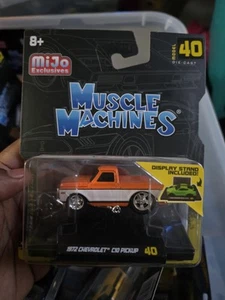 8+
MiJo
Exclusives
MODEL
40
DIE-CAST
MUSCLE
MACHINES
DISPLAY STAND
INCLUDED!
1972 CHEVROLET C10 PICKUP 40